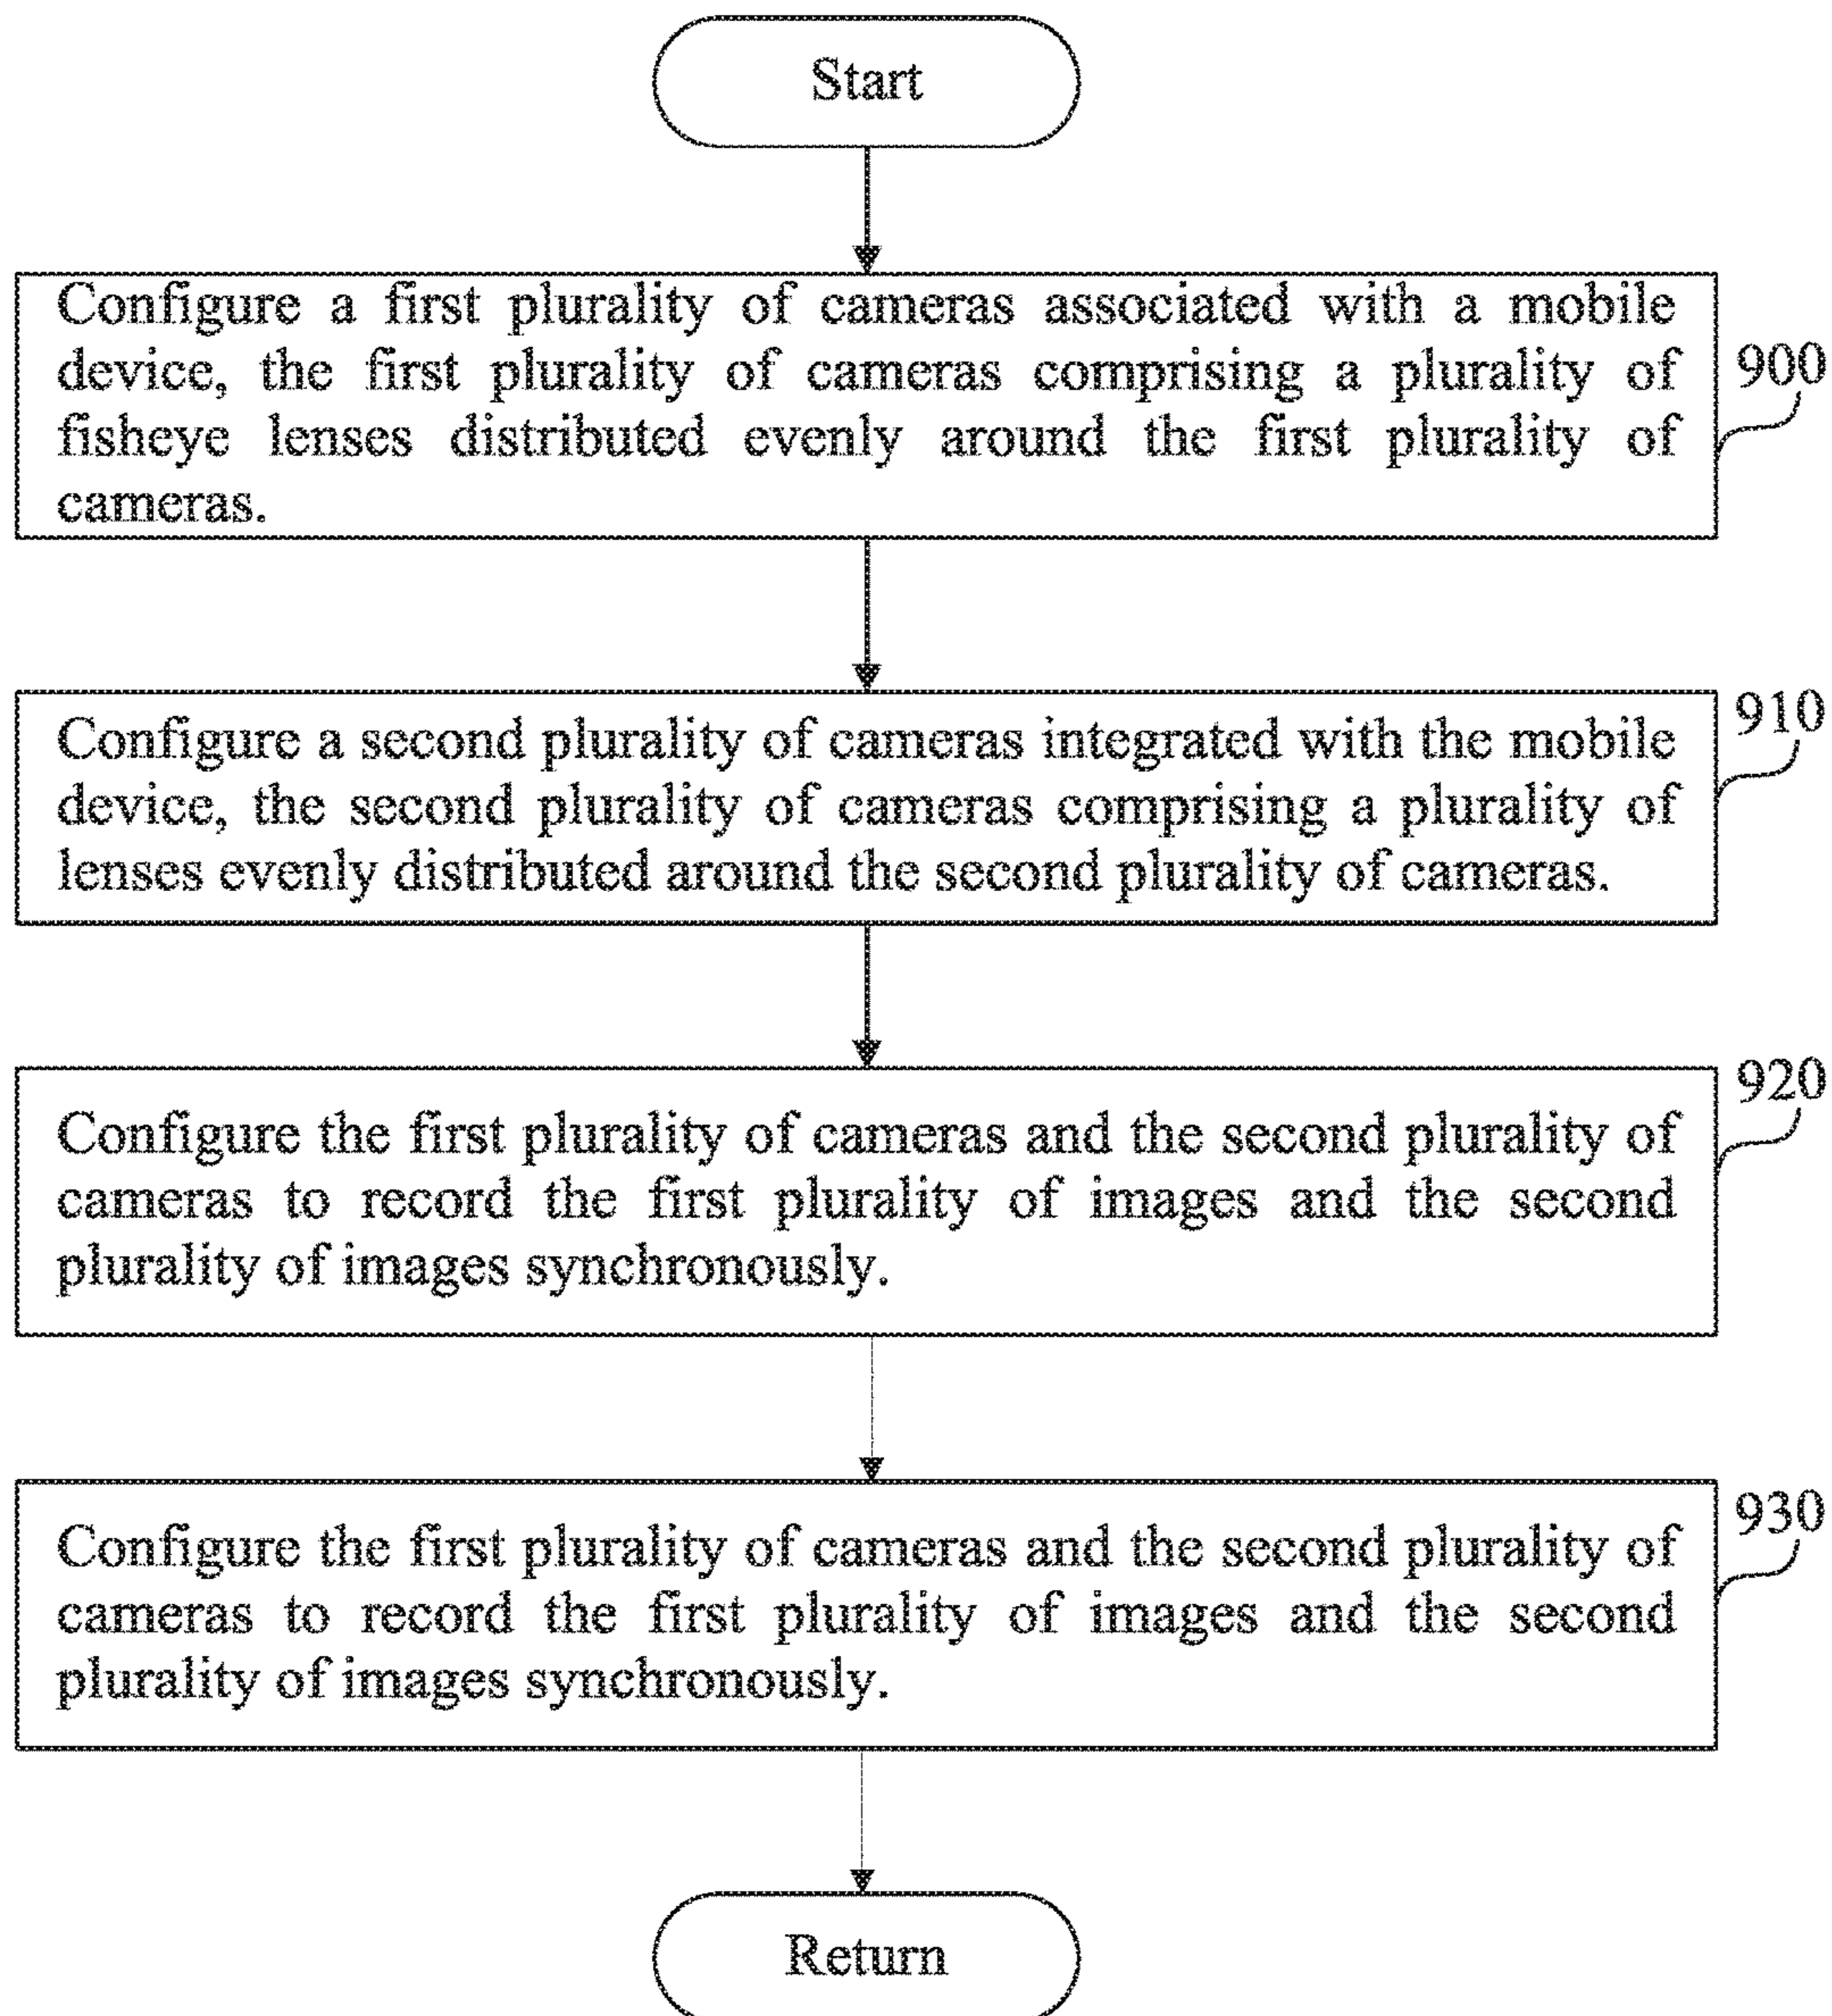 Start
Configure a first plurality of cameras associated with a mobile
device, the first plurality of cameras comprising a plurality of
fisheye lenses distributed evenly around the first plurality of
cameras.
900
Configure a second plurality of cameras integrated with the mobile
device, the second plurality of cameras comprising a plurality of
lenses evenly distributed around the second plurality of cameras.
910
Configure the first plurality of cameras and the second plurality of
cameras to record the first plurality of images and the second
plurality of images synchronously.
920
Configure the first plurality of cameras and the second plurality of
cameras to record the first plurality of images and the second
plurality of images synchronously.
930
Return